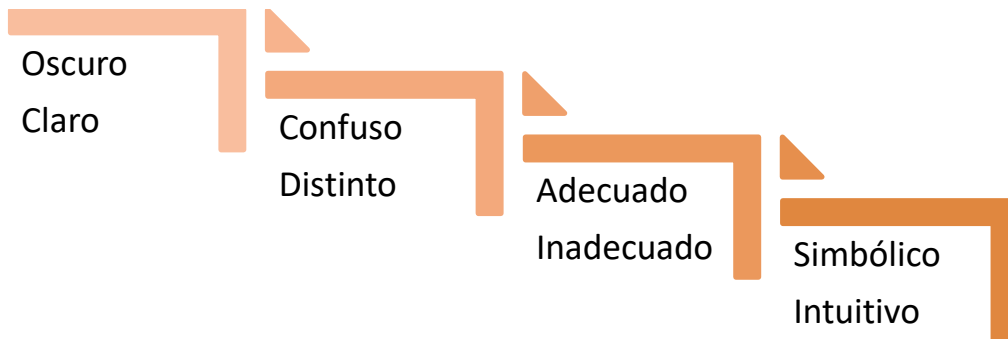 Oscuro
Claro
Confuso
Distinto
Adecuado
Inadecuado
Simbólico
Intuitivo